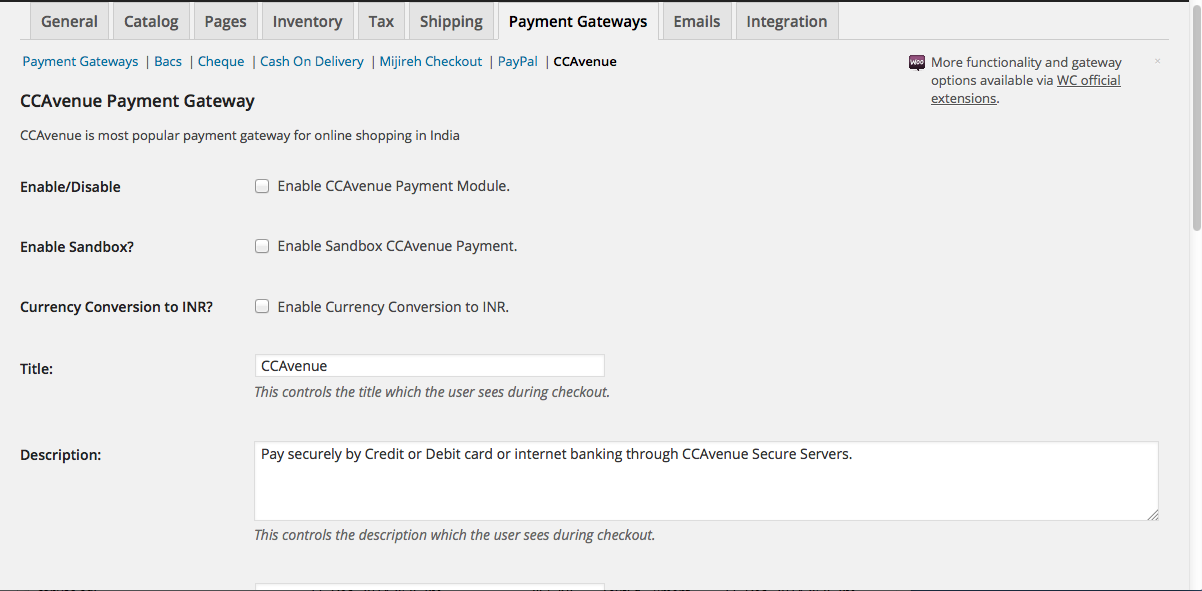 General Catalog Pages Inventory Tax Shipping Payment Gateways Emails Integration
Payment Gateways | Bacs | Cheque | Cash On Delivery | Mijireh Checkout | PayPal | CCAvenue
woo More functionality and gateway
options available via WC official
extensions.
×
CCAvenue Payment Gateway
CCAvenue is most popular payment gateway for online shopping in India
Enable/Disable Enable CCAvenue Payment Module.
Enable Sandbox? Enable Sandbox CCAvenue Payment.
Currency Conversion to INR? Enable Currency Conversion to INR.
Title: CCAvenue
This controls the title which the user sees during checkout.
Description: Pay securely by Credit or Debit card or internet banking through CCAvenue Secure Servers.
This controls the description which the user sees during checkout.